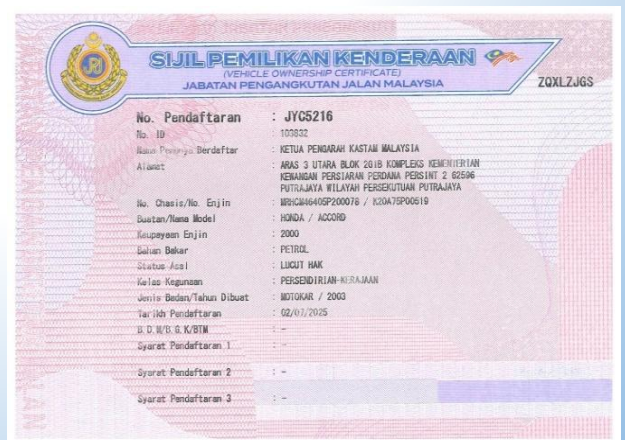 SIJIL PEMILIKAN KENDERAAN
(VEHICLE OWNERSHIP CERTIFICATE)
JABATAN PENGANGKUTAN JALAN MALAYSIA
ZQXLZJGS
No. Pendaftaran : JYC5216
No. ID : 103832
Nama Pemunya Berdaftar : KETUA PENGARAH KASTAM MALAYSIA
Alamat : ARAS 3 UTARA BLOK 2G1B KOMPLEKS KEMENTERIAN
KEWANGAN PERSIARAN PERDANA PERSINT 2 62596
PUTRAJAYA WILAYAH PERSEKUTUAN PUTRAJAYA
No. Chasis/No. Enjin : MRHCM46405P200078 / K20A75P00519
Buatan/Nama Model : HONDA / ACCORD
Keupayaan Enjin : 2000
Bahan Bakar : PETROL
Status Asal : LUCUT HAK
Kelas Kegunaan : PERSENDIRIAN-KERAJAAN
Jenis Badan/Tahun Dibuat : MOTOKAR / 2003
Tarikh Pendaftaran : 02/07/2025
B.D.M/B.G.K/BTM : -
Syarat Pendaftaran 1 : -
Syarat Pendaftaran 2 : -
Syarat Pendaftaran 3 : -